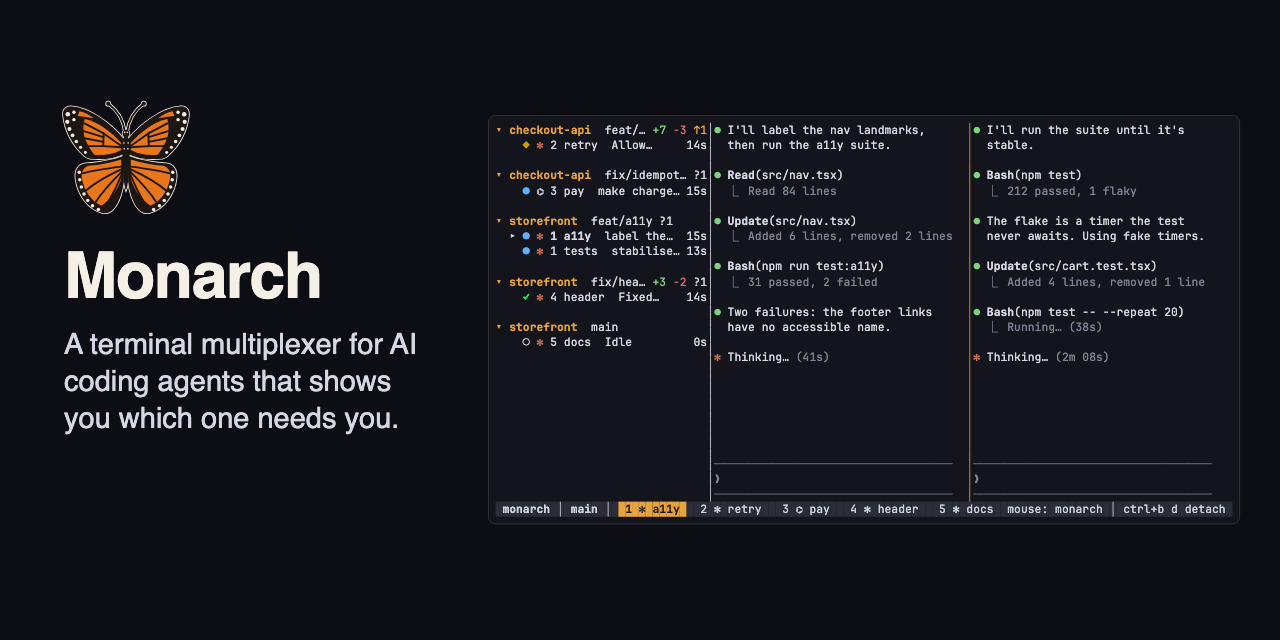 Monarch
A terminal multiplexer for AI
coding agents that shows
you which one needs you.
▾ checkout-api feat/… +7 -3 ↑1
◆ ✻ 2 retry Allow… 14s
▾ checkout-api fix/idempot… ?1
● 3 pay make charge… 15s
▾ storefront feat/a11y ?1
▸ ● ✻ 1 a11y label the… 15s
● ✻ 1 tests stabilise… 13s
▾ storefront fix/hea… +3 -2 ?1
✓ ✻ 4 header Fixed… 14s
▾ storefront main
○ ✻ 5 docs Idle 0s
● I'll label the nav landmarks,
then run the a11y suite.
● Read(src/nav.tsx)
⎿ Read 84 lines
● Update(src/nav.tsx)
⎿ Added 6 lines, removed 2 lines
● Bash(npm run test:a11y)
⎿ 31 passed, 2 failed
● Two failures: the footer links
have no accessible name.
✻ Thinking… (41s)
❯
● I'll run the suite until it's
stable.
● Bash(npm test)
⎿ 212 passed, 1 flaky
● The flake is a timer the test
never awaits. Using fake timers.
● Update(src/cart.test.tsx)
⎿ Added 4 lines, removed 1 line
● Bash(npm test -- --repeat 20)
⎿ Running… (38s)
✻ Thinking… (2m 08s)
❯
monarch │ main │ 1 ✻ a11y 2 ✻ retry 3 pay 4 ✻ header 5 ✻ docs mouse: monarch │ ctrl+b d detach